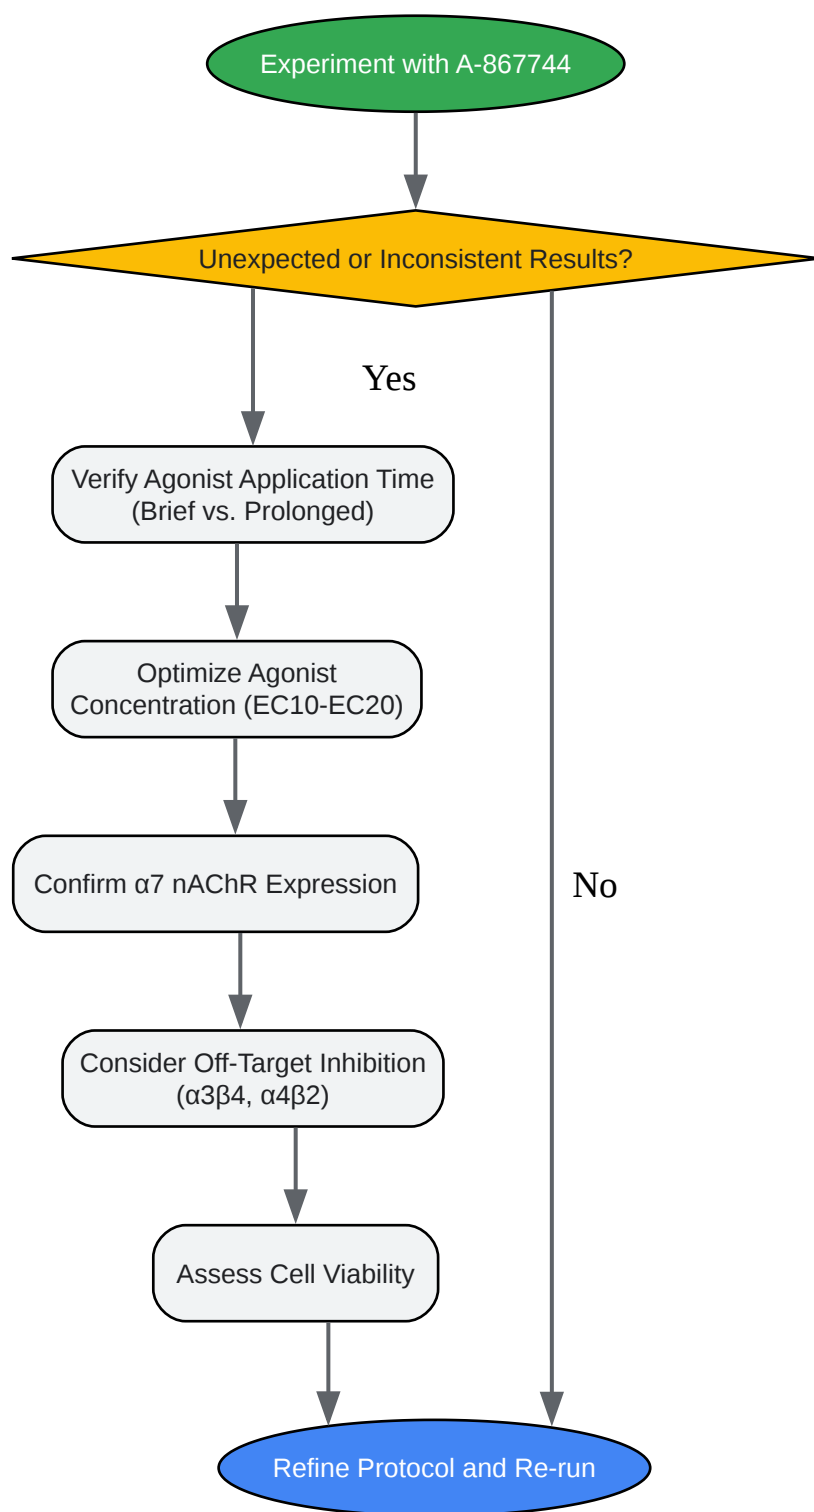 Experiment with A-867744
Unexpected or Inconsistent Results?
Yes
Verify Agonist Application Time
(Brief vs. Prolonged)
Optimize Agonist
Concentration (EC10-EC20)
Confirm α7 nAChR Expression
No
Consider Off-Target Inhibition
(α3β4, α4β2)
Assess Cell Viability
Refine Protocol and Re-run